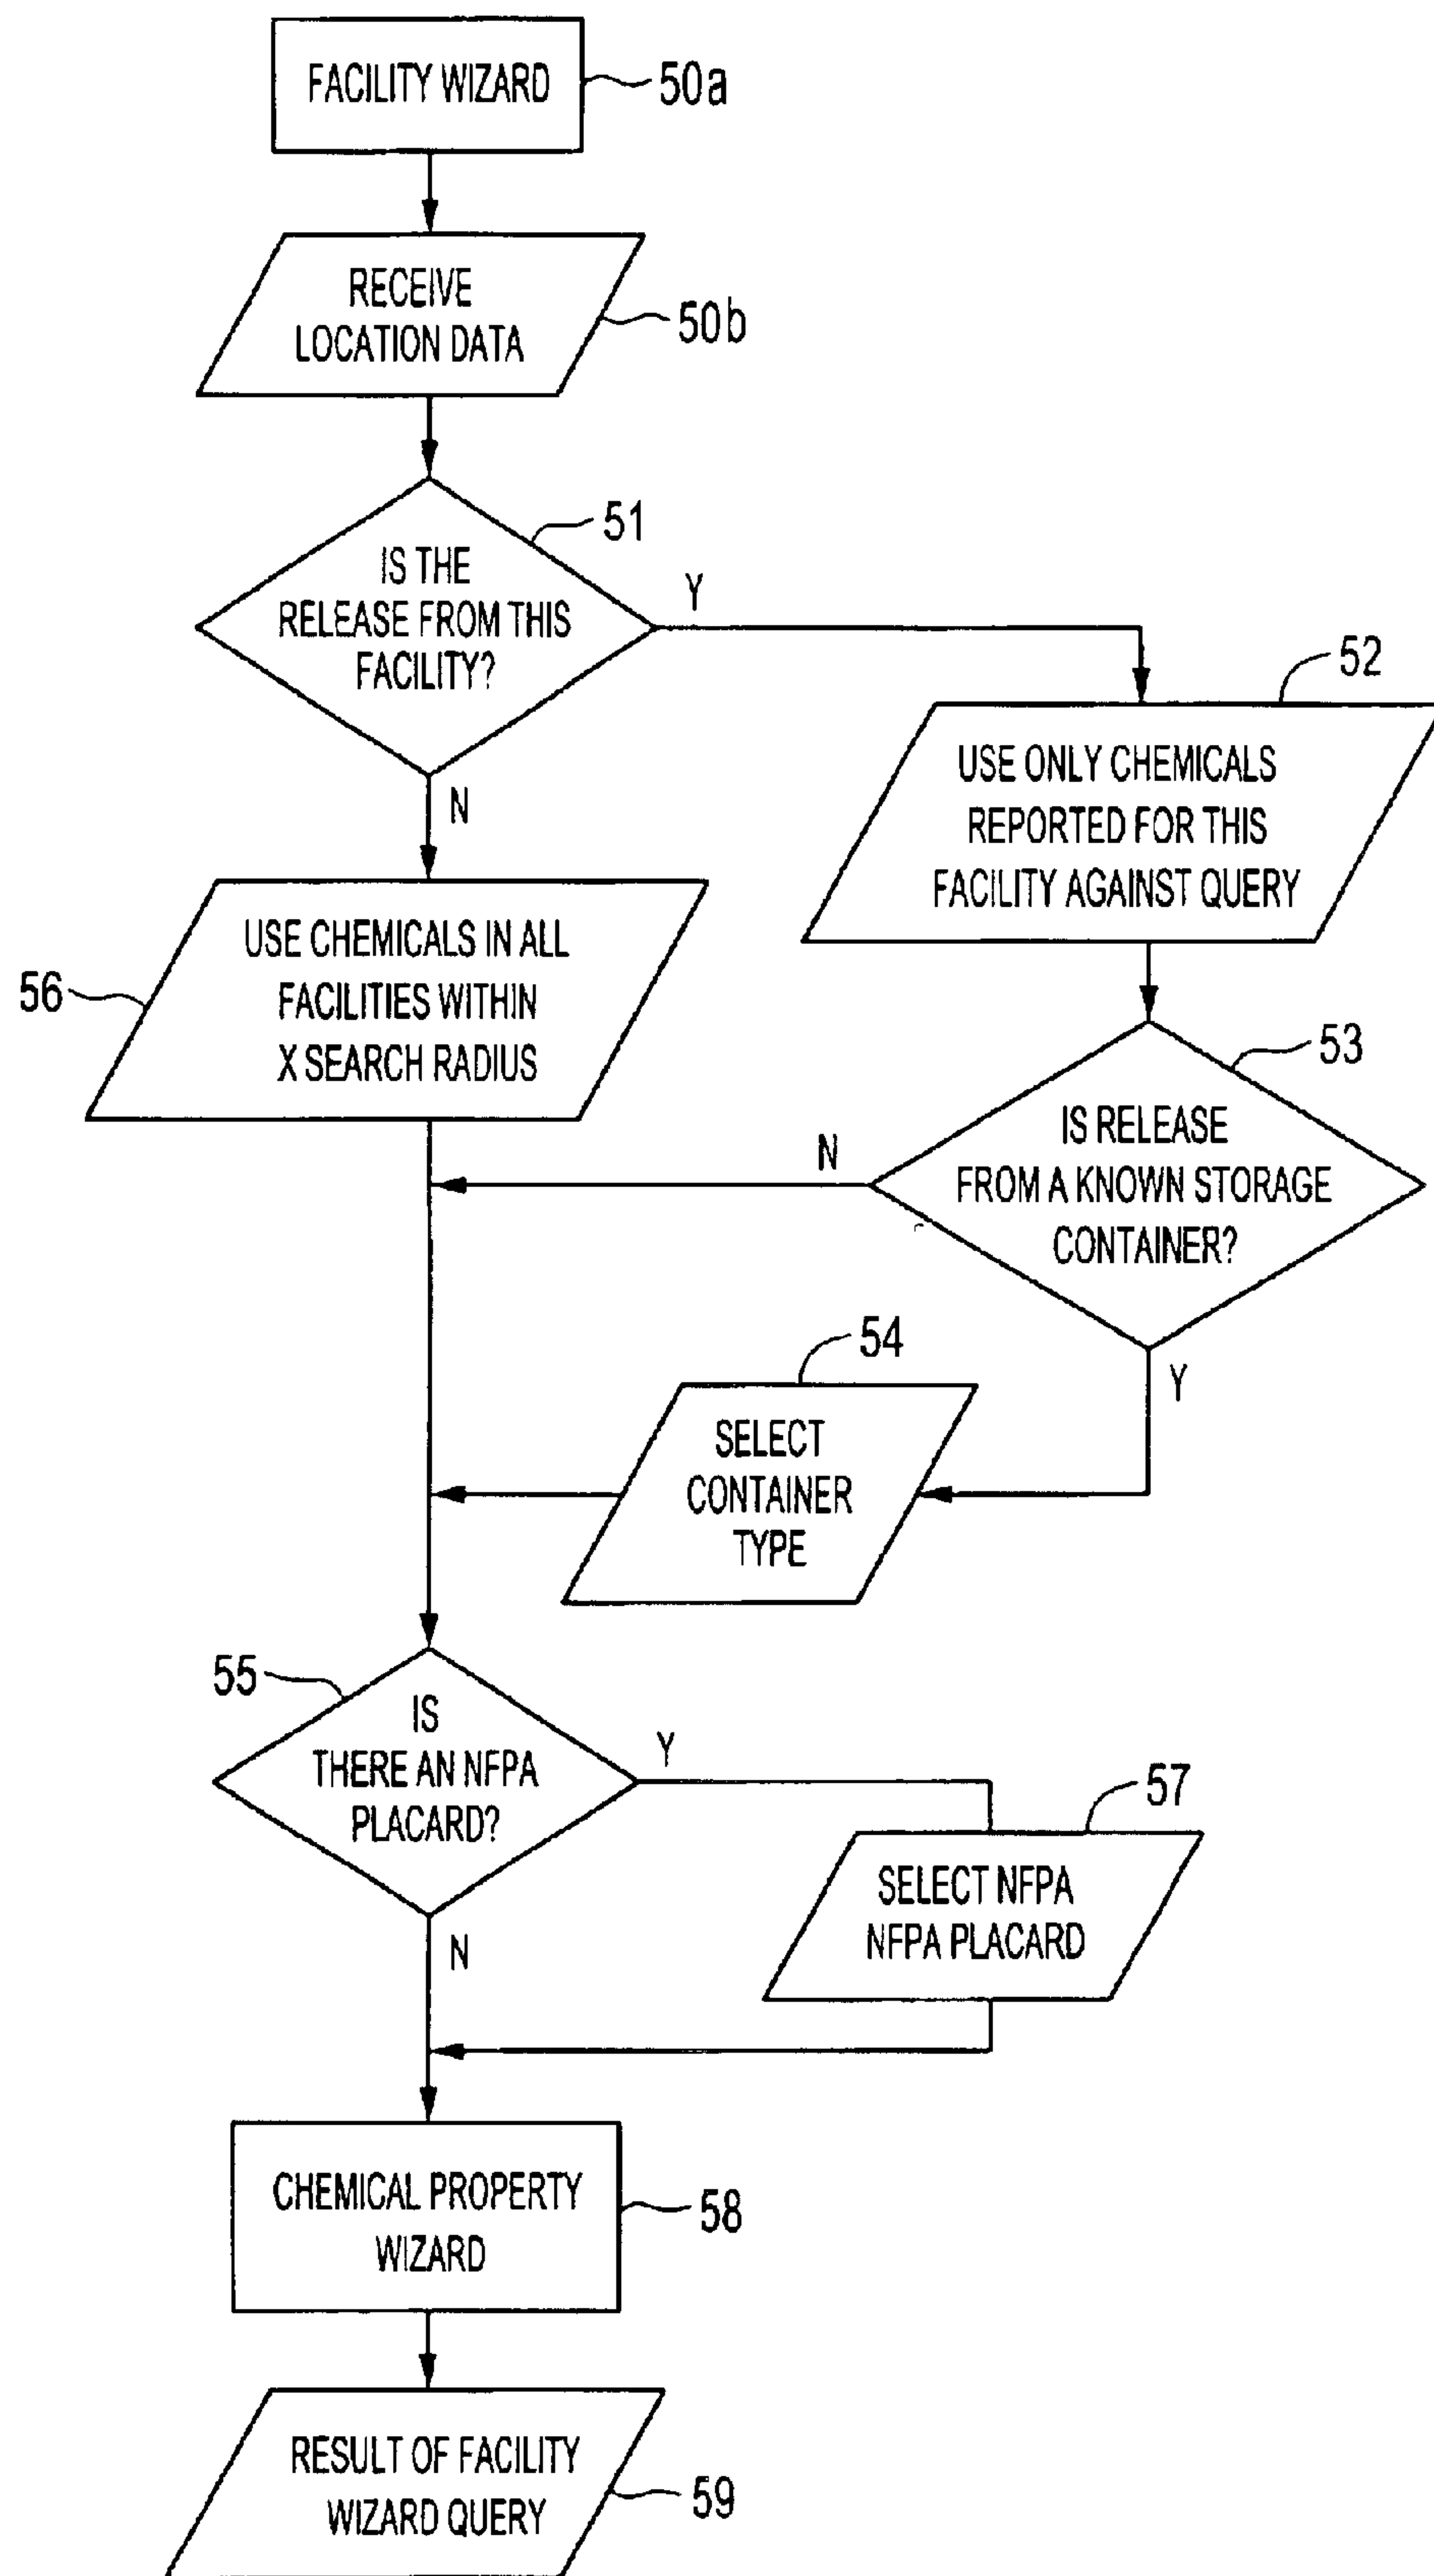 FACILITY WIZARD
50a
RECEIVE
LOCATION DATA
50b
51
IS THE
RELEASE FROM THIS
FACILITY?
Y
N
52
USE ONLY CHEMICALS
REPORTED FOR THIS
FACILITY AGAINST QUERY
56
USE CHEMICALS IN ALL
FACILITIES WITHIN
X SEARCH RADIUS
53
IS RELEASE
FROM A KNOWN STORAGE
CONTAINER?
N
Y
54
SELECT
CONTAINER
TYPE
55
IS
THERE AN NFPA
PLACARD?
Y
N
57
SELECT NFPA
NFPA PLACARD
CHEMICAL PROPERTY
WIZARD
58
RESULT OF FACILITY
WIZARD QUERY
59